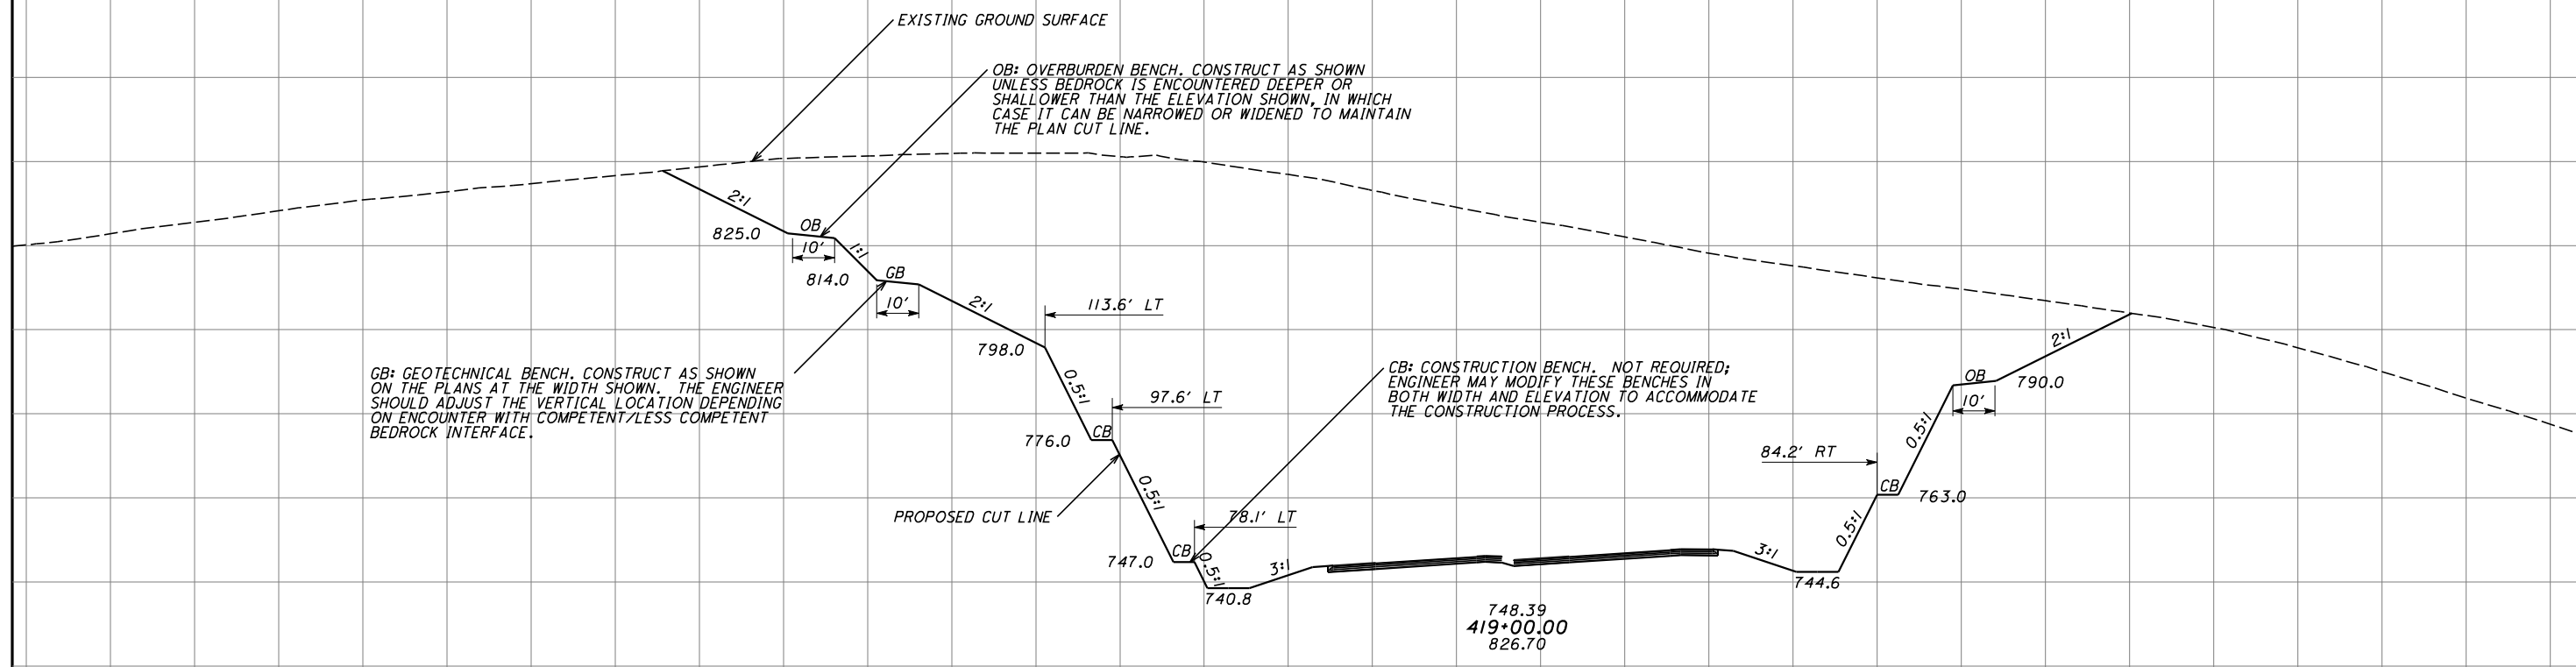 EXISTING GROUND SURFACE
OB: OVERBURDEN BENCH. CONSTRUCT AS SHOWN
UNLESS BEDROCK IS ENCOUNTERED DEEPER OR
SHALLOWER THAN THE ELEVATION SHOWN, IN WHICH
CASE IT CAN BE NARROWED OR WIDENED TO MAINTAIN
THE PLAN CUT LINE.
2:1
OB
825.0
10'
1:1
814.0
GB
10'
2:1
113.6' LT
798.0
GB: GEOTECHNICAL BENCH. CONSTRUCT AS SHOWN
ON THE PLANS AT THE WIDTH SHOWN. THE ENGINEER
SHOULD ADJUST THE VERTICAL LOCATION DEPENDING
ON ENCOUNTER WITH COMPETENT/LESS COMPETENT
BEDROCK INTERFACE.
0.5:1
97.6' LT
CB
776.0
0.5:1
PROPOSED CUT LINE
78.1' LT
CB
747.0
0.5:1
740.8
3:1
CB: CONSTRUCTION BENCH. NOT REQUIRED;
ENGINEER MAY MODIFY THESE BENCHES IN
BOTH WIDTH AND ELEVATION TO ACCOMMODATE
THE CONSTRUCTION PROCESS.
2:1
OB
790.0
10'
0.5:1
84.2' RT
CB
763.0
0.5:1
3:1
744.6
748.39
419+00.00
826.70